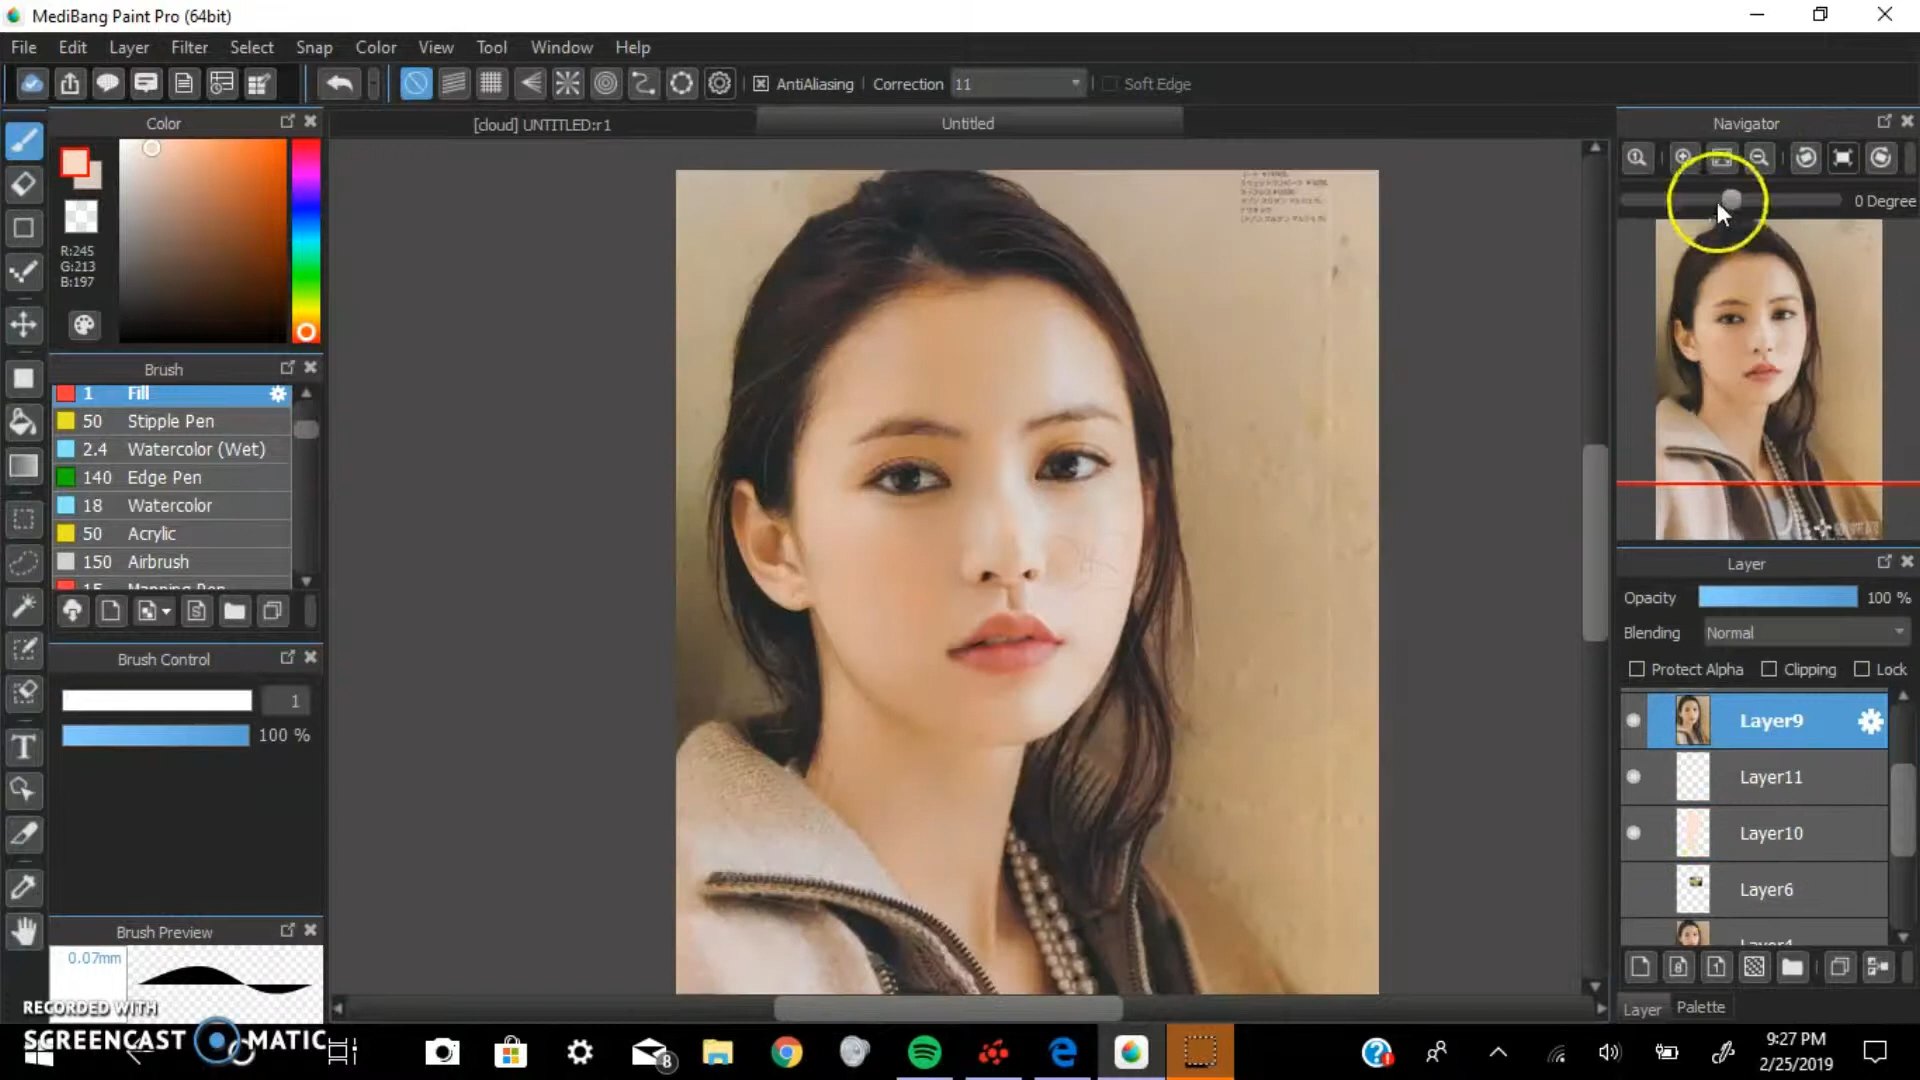 MediBang Paint Pro (64bit)
File Edit Layer Filter Select Snap Color View Tool Window Help
AntiAliasing Correction 11 Soft Edge
Color
[cloud] UNTITLED:r1
Untitled
Navigator
0 Degree
R:245
G:213
B:197
Brush
1 Fill
50 Stipple Pen
2.4 Watercolor (Wet)
140 Edge Pen
18 Watercolor
50 Acrylic
150 Airbrush
15 Mapping Pen
Brush Control
1
100 %
Brush Preview
0.07mm
Layer
Opacity 100 %
Blending Normal
Protect Alpha Clipping Lock
Layer9
Layer11
Layer10
Layer6
Layer Palette
RECORDED WITH
SCREENCAST MATIC
8
9:27 PM
2/25/2019